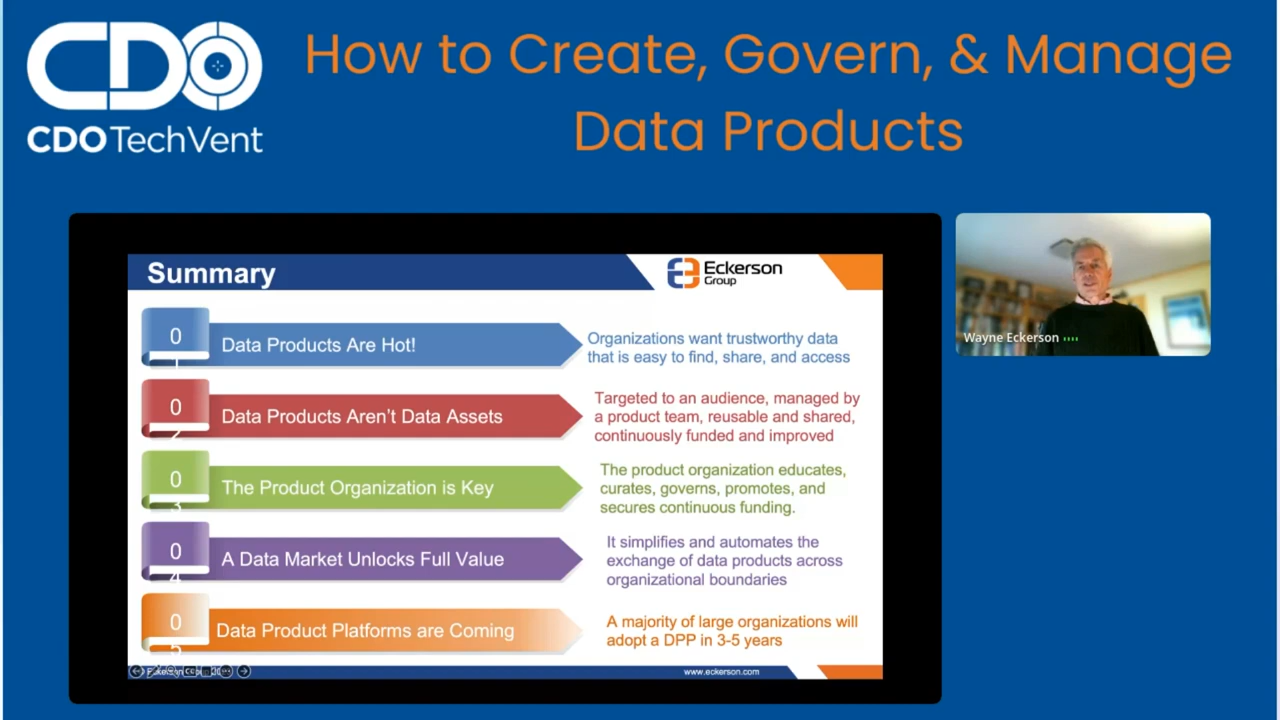 CDO
CDO TechVent
How to Create, Govern, & Manage
Data Products
Summary
Eckerson
Group
0
Data Products Are Hot!
Organizations want trustworthy data
that is easy to find, share, and access
0
Data Products Aren't Data Assets
Targeted to an audience, managed by
a product team, reusable and shared,
continuously funded and improved
0
The Product Organization is Key
The product organization educates,
curates, governs, promotes, and
secures continuous funding.
0
A Data Market Unlocks Full Value
It simplifies and automates the
exchange of data products across
organizational boundaries
0
Data Product Platforms are Coming
A majority of large organizations will
adopt a DPP in 3-5 years
www.eckerson.com
Wayne Eckerson